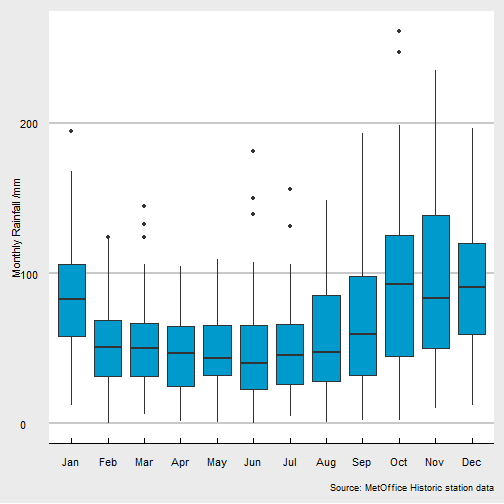 Monthly Rainfall /mm
200
100
0
Jan Feb Mar Apr May Jun Jul Aug Sep Oct Nov Dec
Source: MetOffice Historic station data